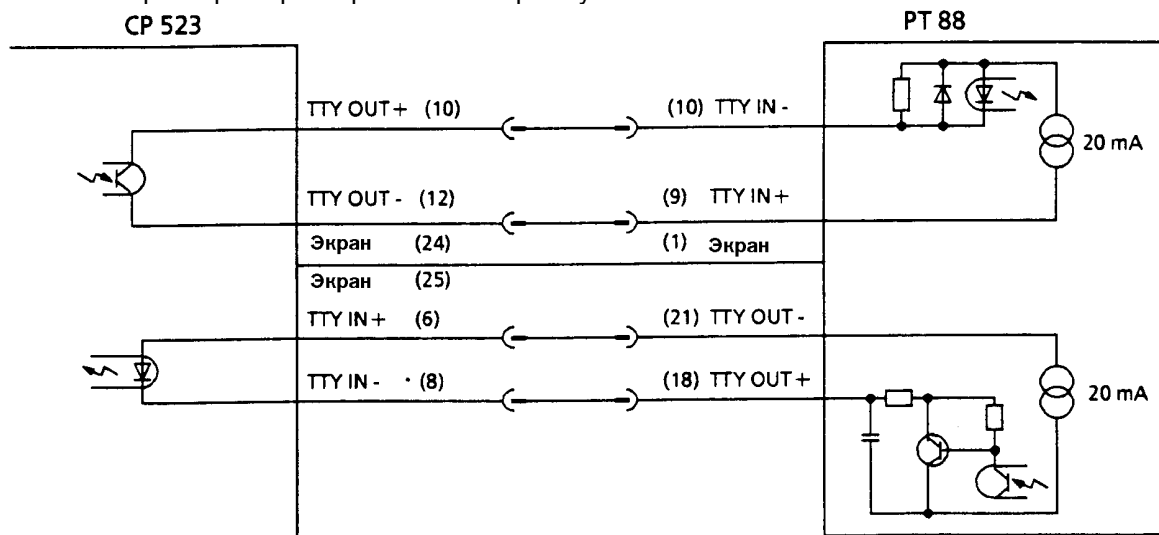 CP 523
PT 88
TTY OUT + (10)
(10) TTY IN -
20 mA
TTY OUT - (12)
(9) TTY IN +
Экран (24)
(1) Экран
Экран (25)
TTY IN + (6)
(21) TTY OUT -
TTY IN - (8)
(18) TTY OUT +
20 mA